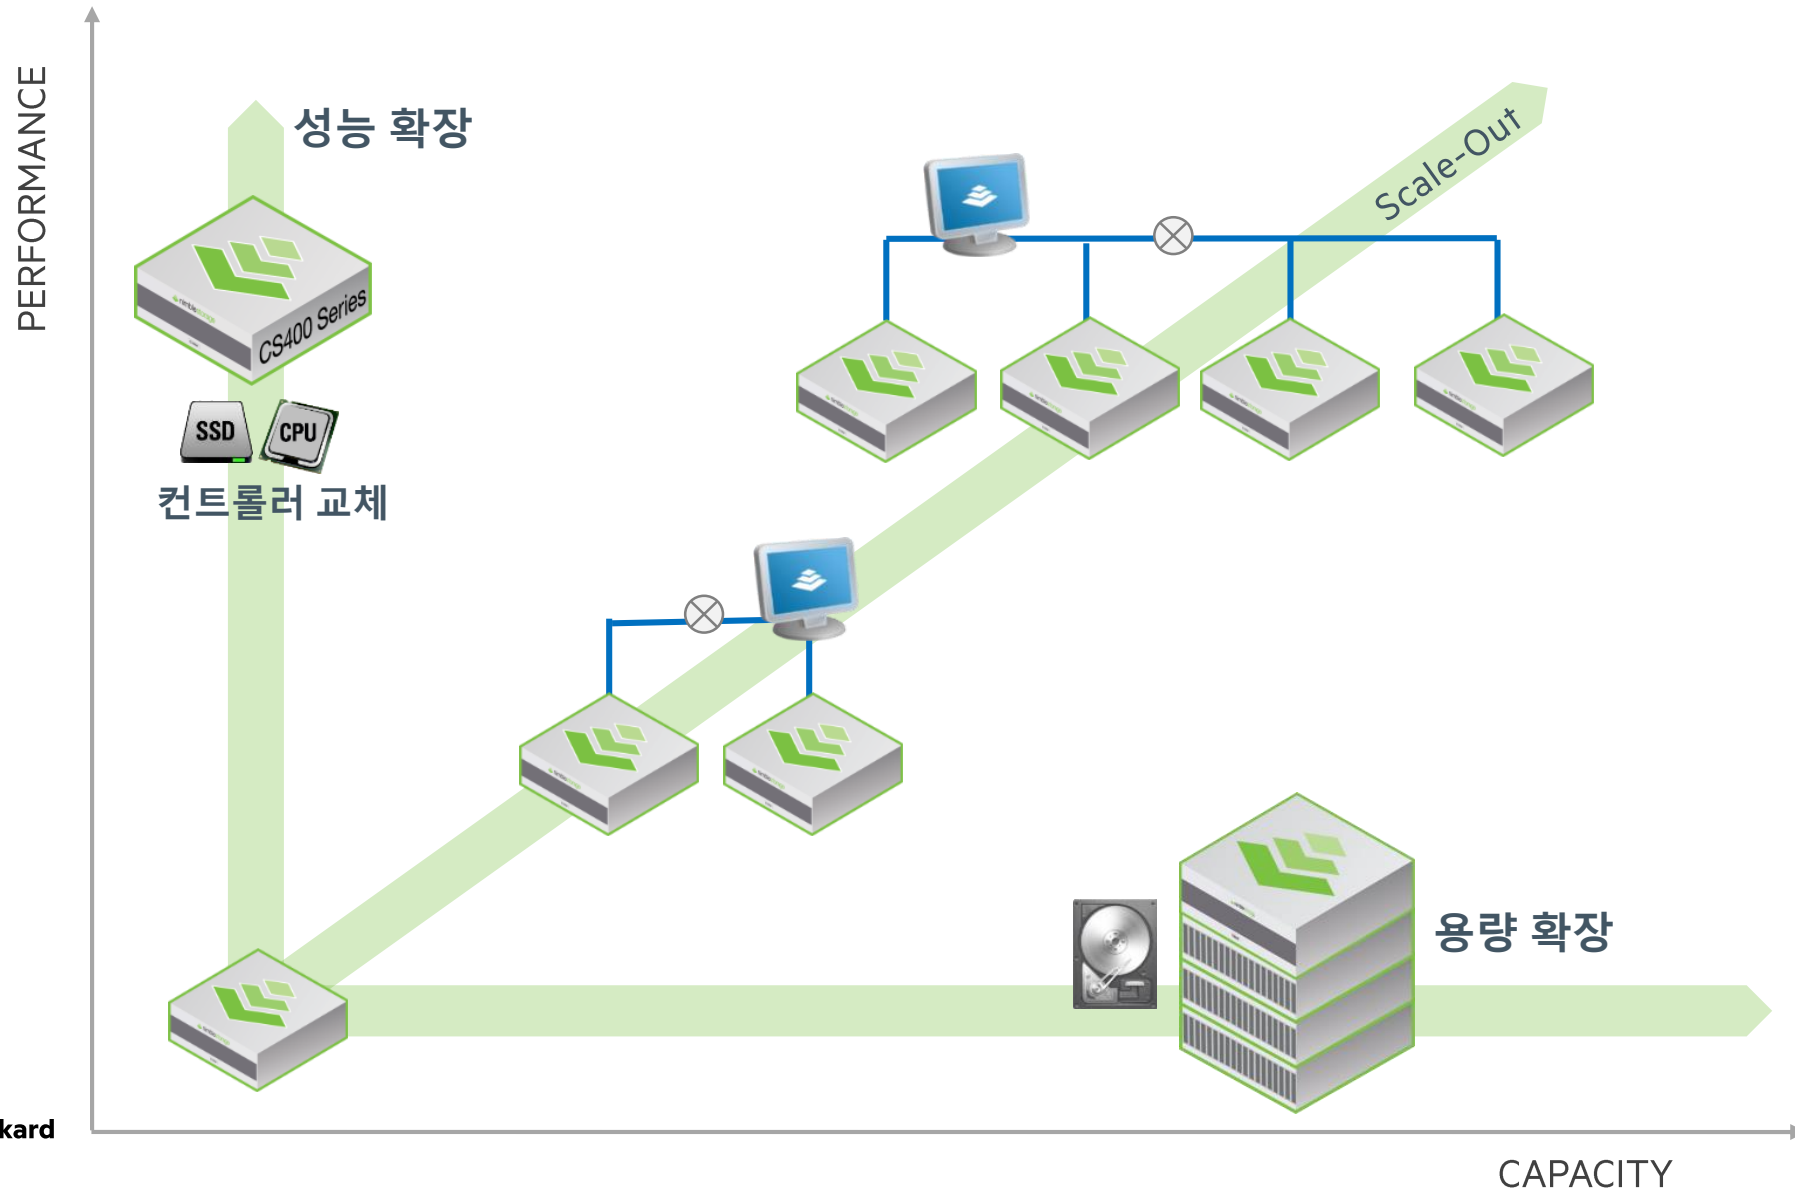 PERFORMANCE
성능 확장
Scale-Out
nimblestorage
CS400 Series
SSD
CPU
컨트롤러 교체
용량 확장
kard
CAPACITY